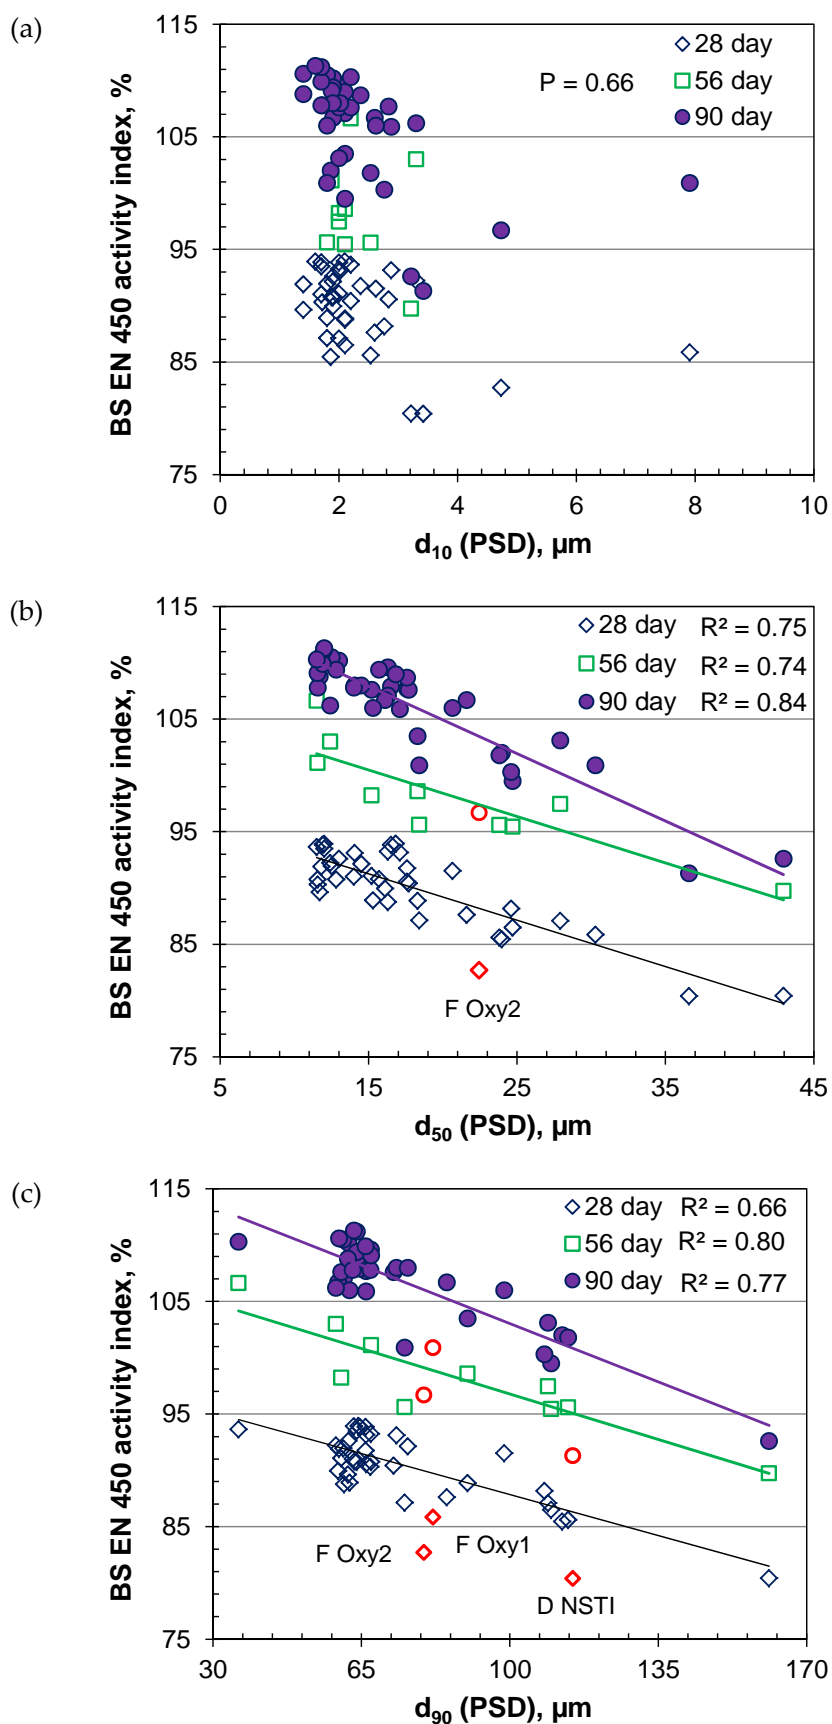 (a)
BS EN 450 activity index, %
115
105
95
85
75
28 day
P = 0.66
56 day
90 day
0 2 4 6 8 10
d₁₀ (PSD), µm
(b)
BS EN 450 activity index, %
115
105
95
85
75
28 day R² = 0.75
56 day R² = 0.74
90 day R² = 0.84
F Oxy2
5 15 25 35 45
d₅₀ (PSD), µm
(c)
BS EN 450 activity index, %
115
105
95
85
75
28 day R² = 0.66
56 day R² = 0.80
90 day R² = 0.77
F Oxy2 F Oxy1
D NSTI
30 65 100 135 170
d₉₀ (PSD), µm